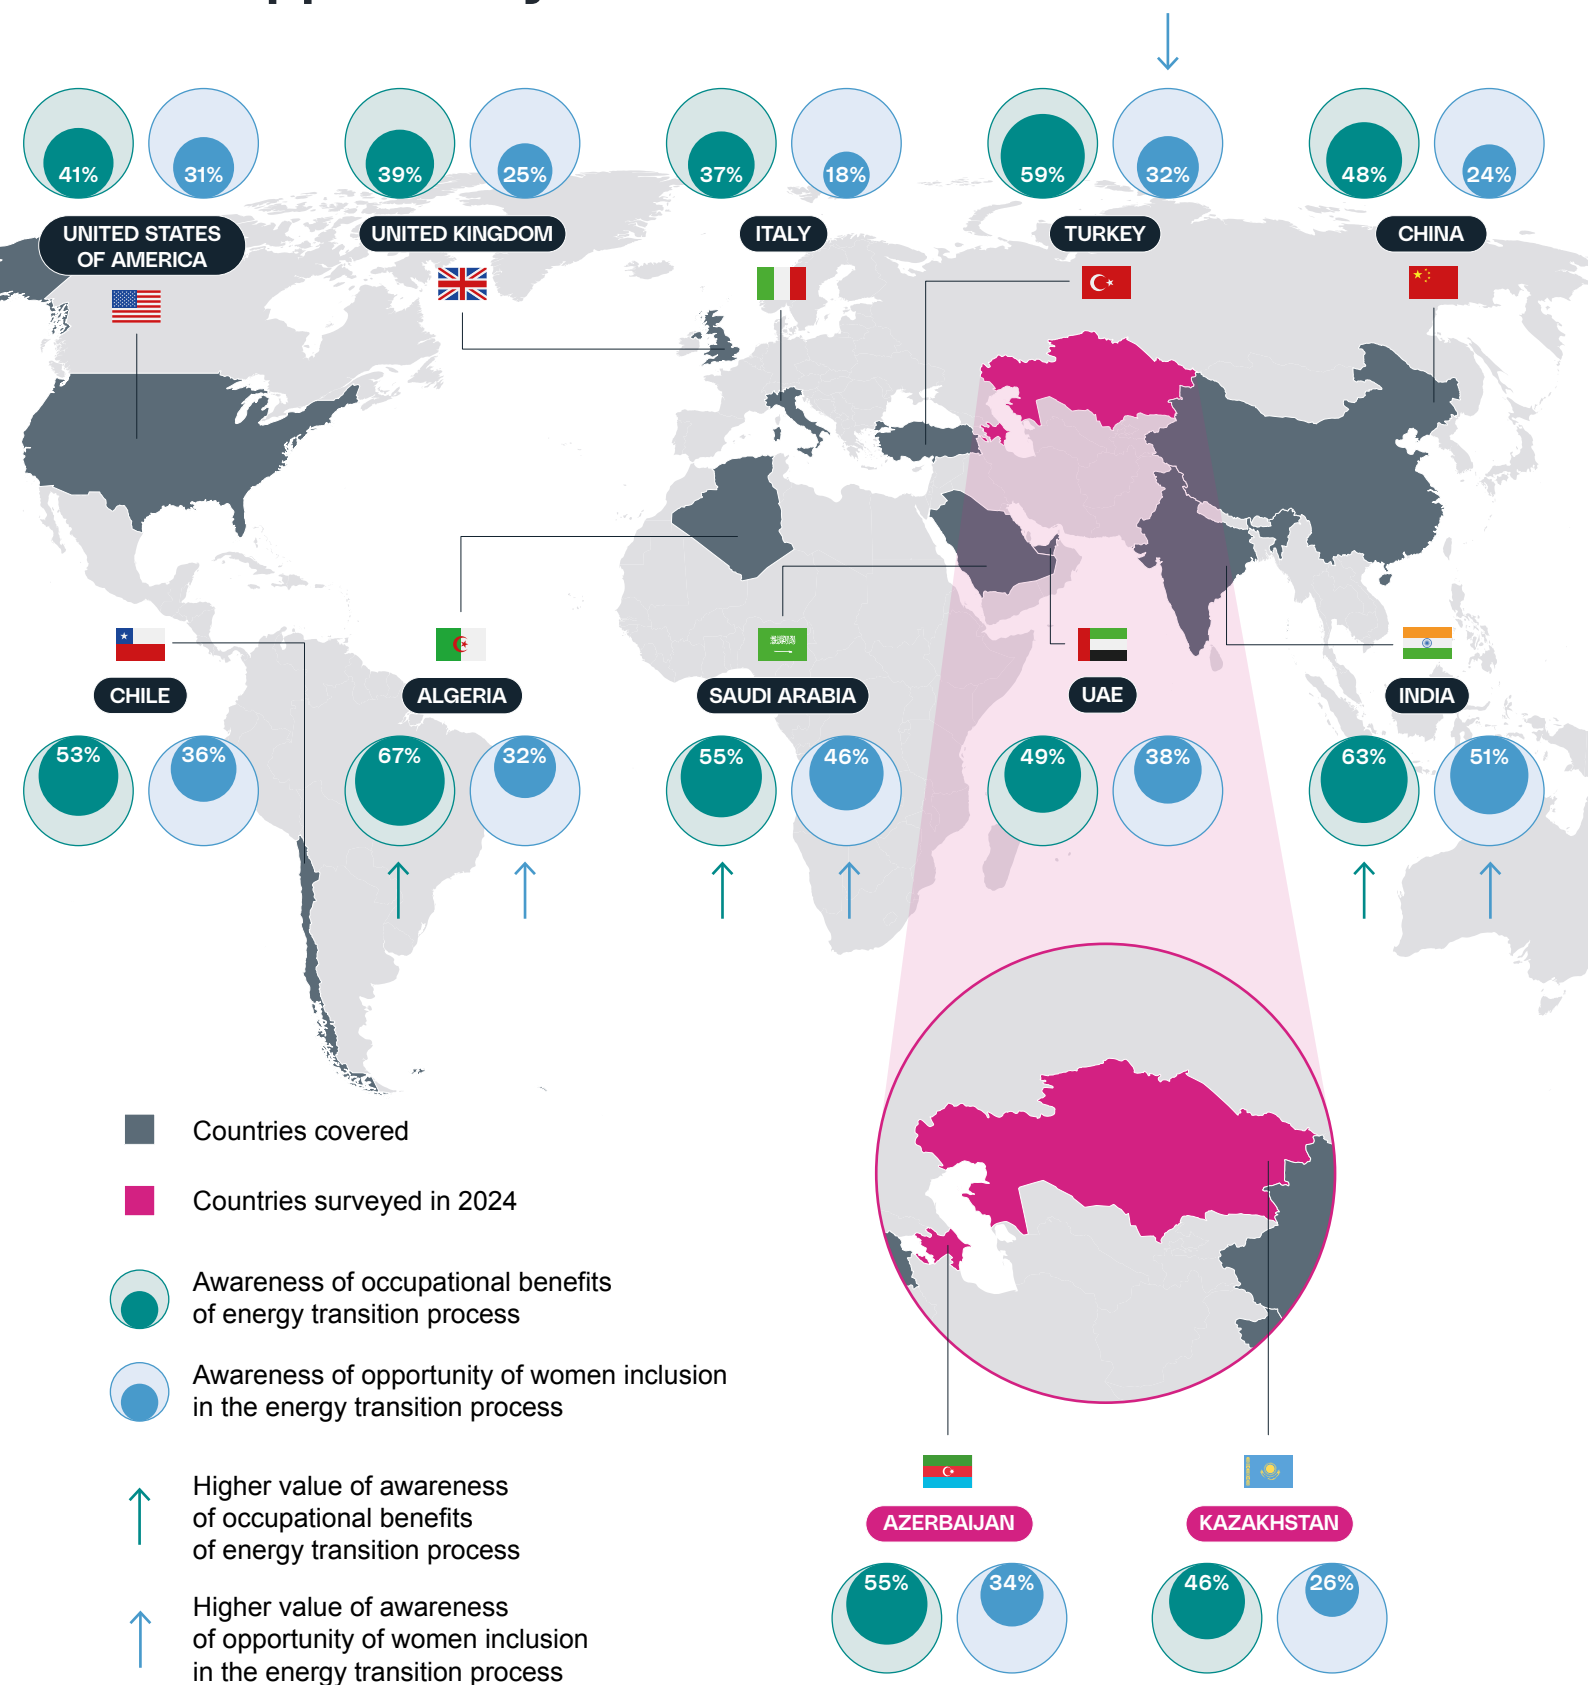 41%
31%
39%
25%
37%
18%
59%
32%
48%
24%
UNITED STATES
OF AMERICA
UNITED KINGDOM
ITALY
TURKEY
CHINA
CHILE
ALGERIA
SAUDI ARABIA
UAE
INDIA
53%
36%
67%
32%
55%
46%
49%
38%
63%
51%
Countries covered
Countries surveyed in 2024
Awareness of occupational benefits
of energy transition process
Awareness of opportunity of women inclusion
in the energy transition process
Higher value of awareness
of occupational benefits
of energy transition process
Higher value of awareness
of opportunity of women inclusion
in the energy transition process
AZERBAIJAN
KAZAKHSTAN
55%
34%
46%
26%